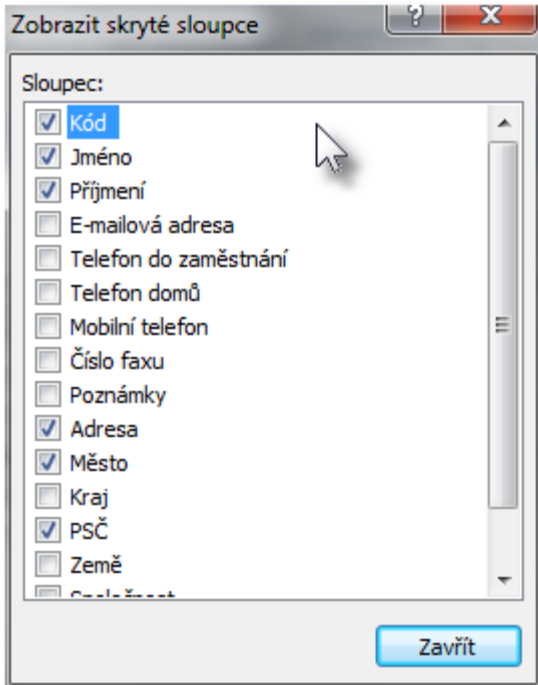 Zobrazit skryté sloupce
?
Sloupec:
Kód
Jméno
Příjmení
E-mailová adresa
Telefon do zaměstnání
Telefon domů
Mobilní telefon
Číslo faxu
Poznámky
Adresa
Město
Kraj
PSČ
Země
Zavřít